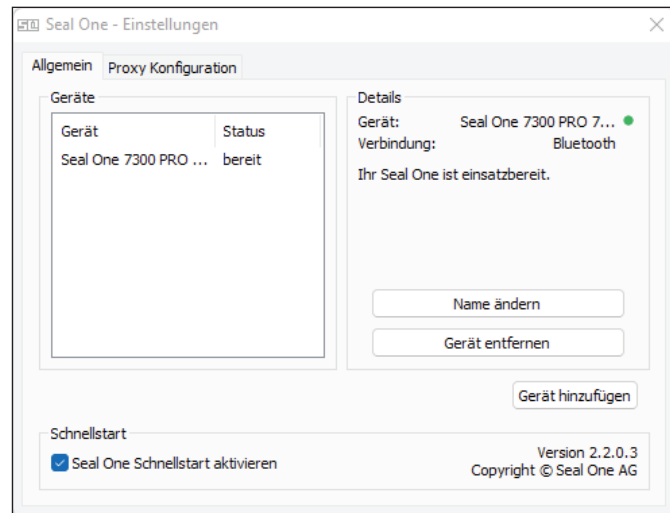 Seal One - Einstellungen
Allgemein
Proxy Konfiguration
Geräte
Gerät Status
Seal One 7300 PRO ... bereit
Details
Gerät: Seal One 7300 PRO 7...
Verbindung: Bluetooth
Ihr Seal One ist einsatzbereit.
Name ändern
Gerät entfernen
Gerät hinzufügen
Schnellstart
Seal One Schnellstart aktivieren
Version 2.2.0.3
Copyright © Seal One AG